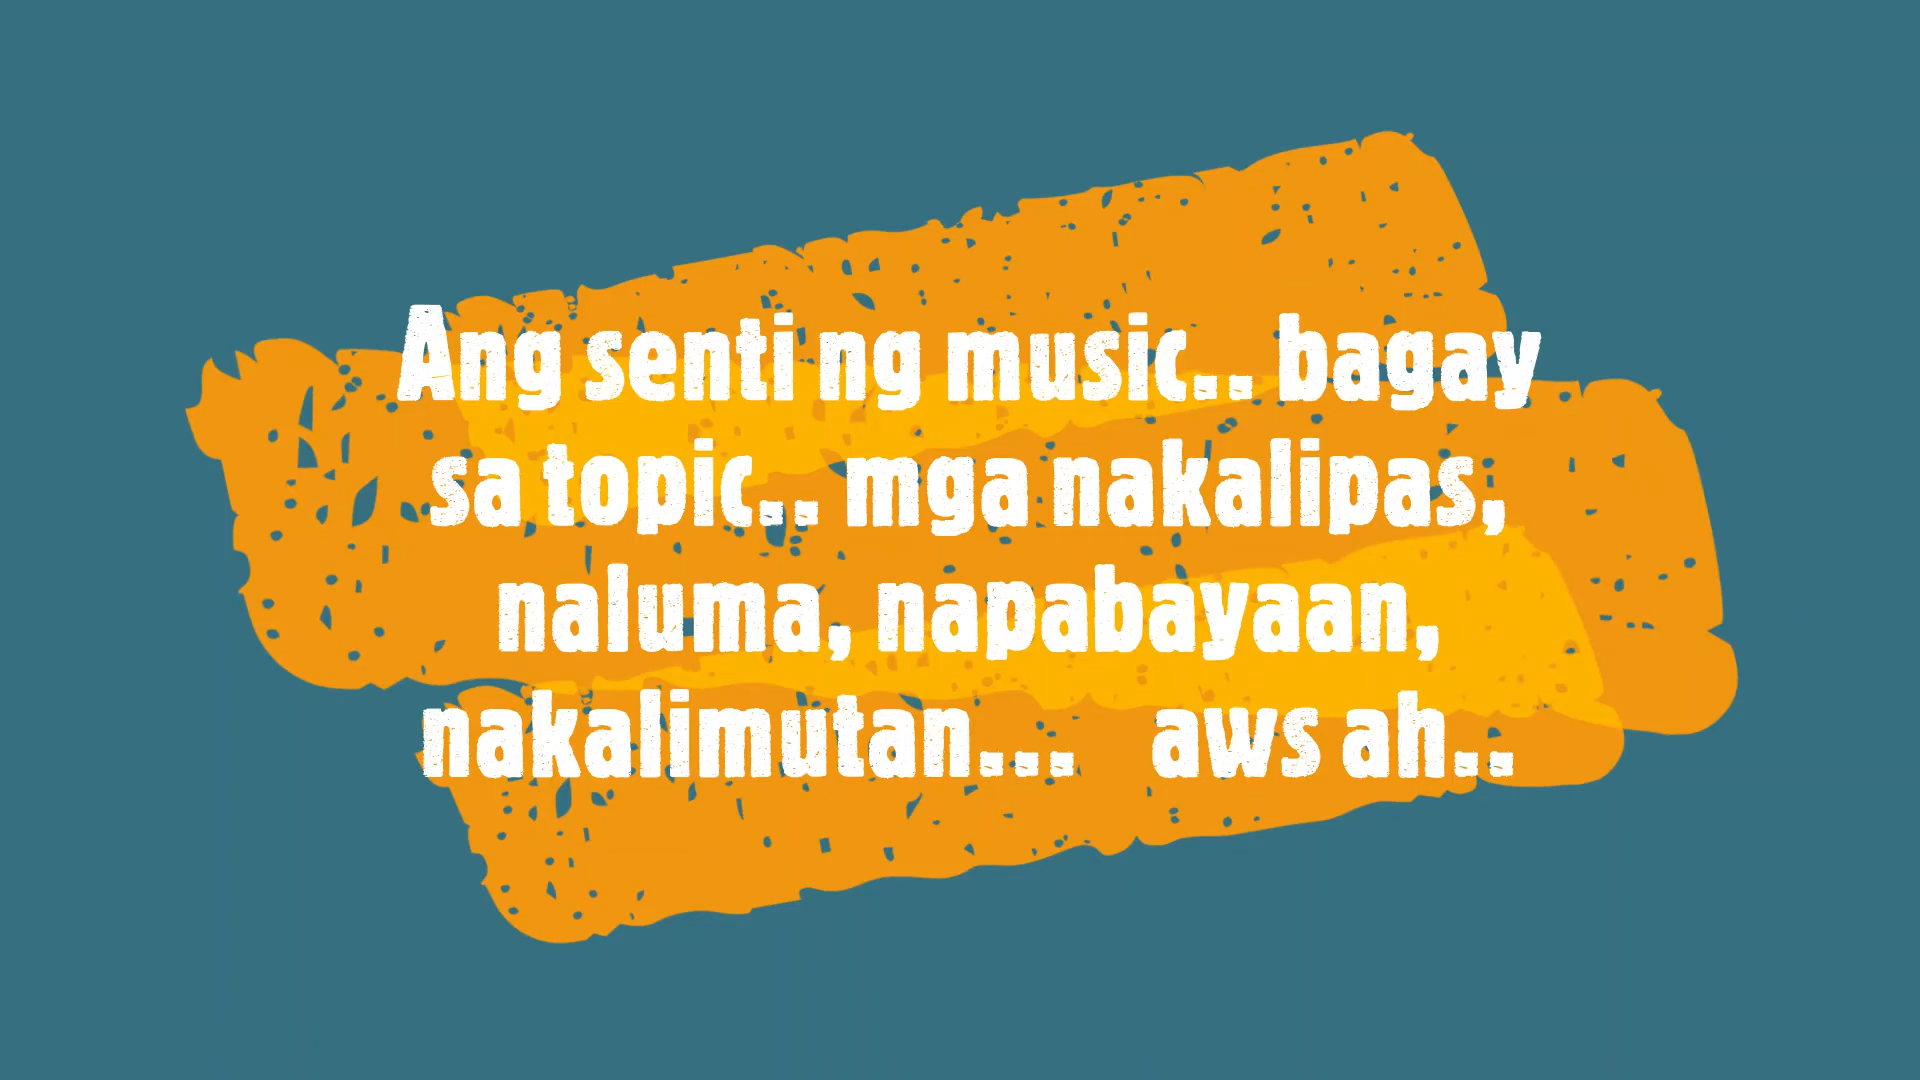 Ang senti ng music.. bagay
sa topic.. mga nakalipas,
naluma, napabayaan,
nakalimutan... aws ah..